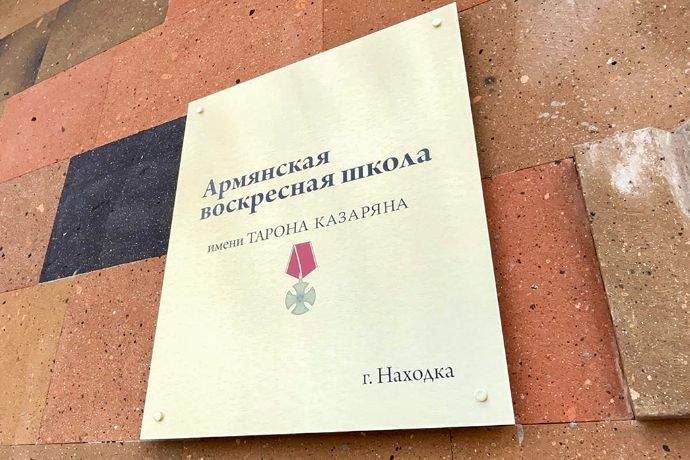 Армянская
воскресная школа
имени ТАРОНА КАЗАРЯНА
г. Находка